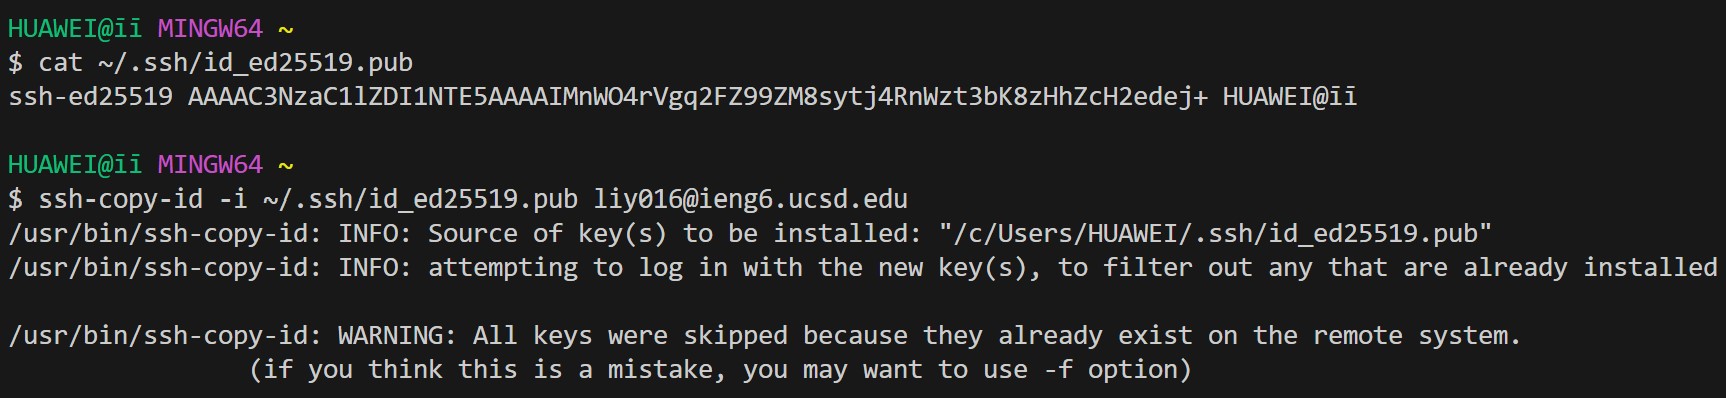 HUAWEI@īī MINGW64 ~
$ cat ~/.ssh/id_ed25519.pub
ssh-ed25519 AAAAC3NzaC1lZDI1NTE5AAAAIMnWO4rVgq2FZ99ZM8sytj4RnWzt3bK8zHhZcH2edej+ HUAWEI@īī
HUAWEI@īī MINGW64 ~
$ ssh-copy-id -i ~/.ssh/id_ed25519.pub liy016@ieng6.ucsd.edu
/usr/bin/ssh-copy-id: INFO: Source of key(s) to be installed: "/c/Users/HUAWEI/.ssh/id_ed25519.pub"
/usr/bin/ssh-copy-id: INFO: attempting to log in with the new key(s), to filter out any that are already installed
/usr/bin/ssh-copy-id: WARNING: All keys were skipped because they already exist on the remote system.
(if you think this is a mistake, you may want to use -f option)